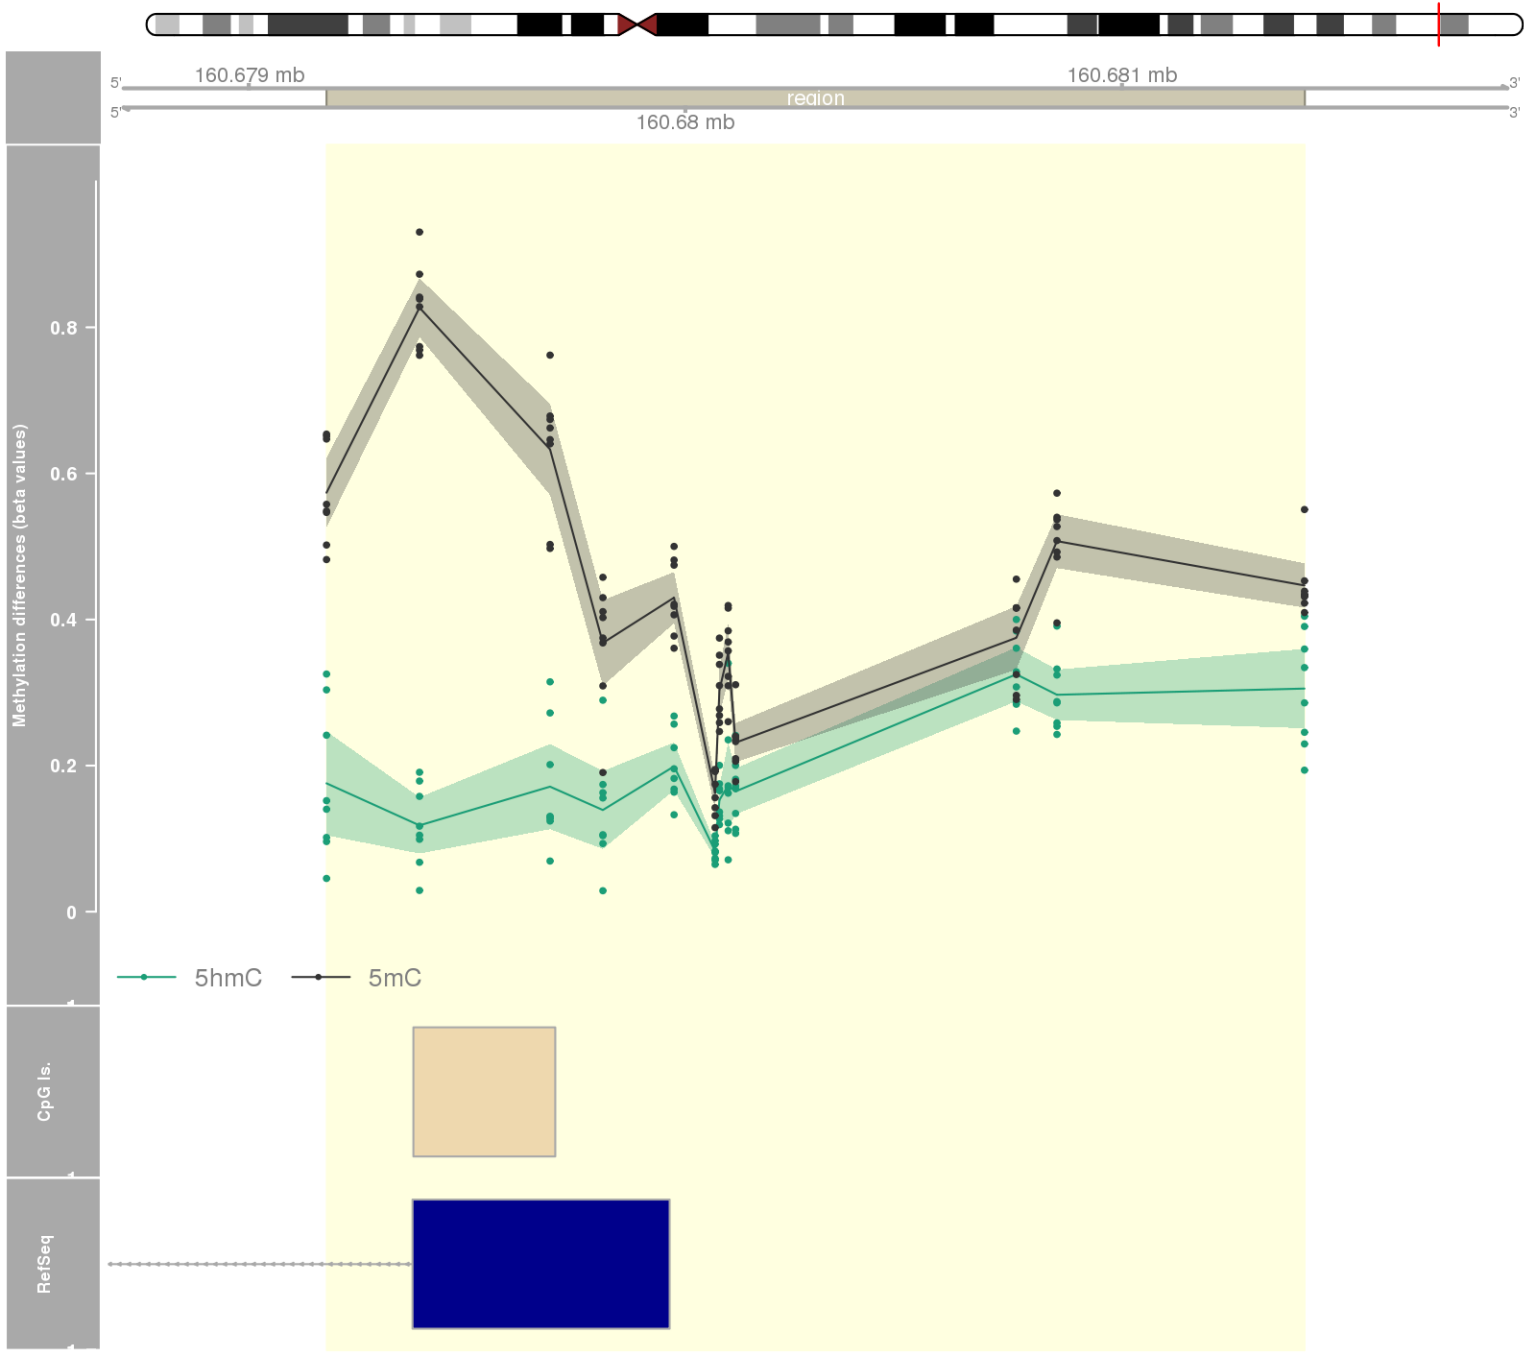 160.679 mb
160.681 mb
5'
3'
region
5'
3'
160.68 mb
Methylation differences (beta values)
0.8
0.6
0.4
0.2
0
5hmC
5mC
CpG Is.
RefSeq